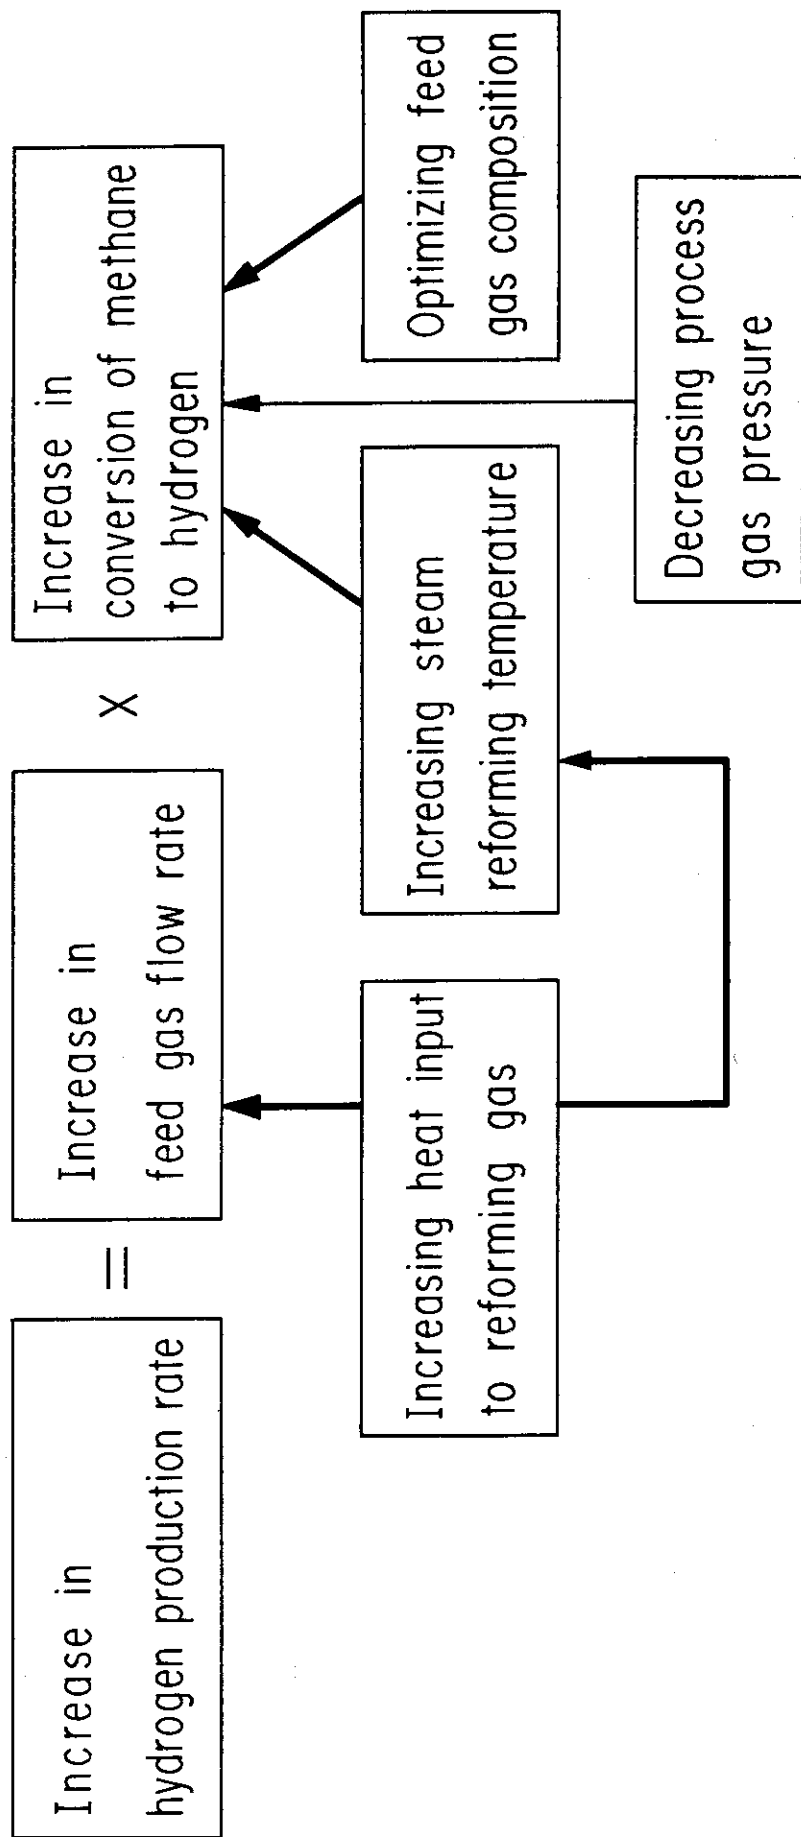 Increase in
hydrogen production rate
=
Increase in
feed gas flow rate
X
Increase in
conversion of methane
to hydrogen
Increasing heat input
to reforming gas
Increasing steam
reforming temperature
Optimizing feed
gas composition
Decreasing process
gas pressure